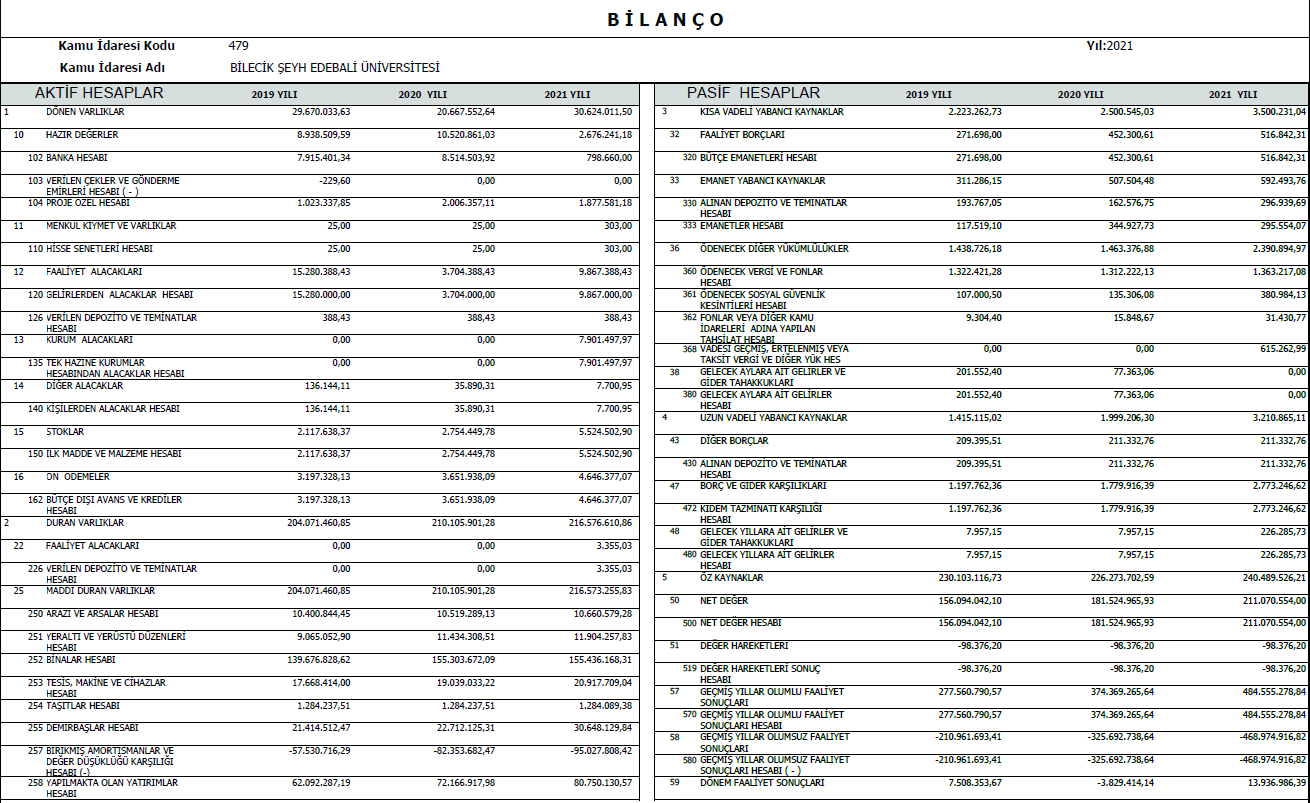 BİLANÇO
Kamu İdaresi Kodu 479 Yıl:2021
Kamu İdaresi Adı BİLECİK ŞEYH EDEBALİ ÜNİVERSİTESİ
AKTİF HESAPLAR 2019 YILI 2020 YILI 2021 YILI
1 DÖNEN VARLIKLAR 29.670.033,63 20.667.552,64 30.624.011,50
10 HAZIR DEĞERLER 8.938.509,59 10.520.861,03 2.676.241,18
102 BANKA HESABI 7.915.401,34 8.514.503,92 798.660,00
103 VERİLEN ÇEKLER VE GÖNDERME -229,60 0,00 0,00
EMİRLERİ HESABI ( - )
104 PROJE ÖZEL HESABI 1.023.337,85 2.006.357,11 1.877.581,18
11 MENKUL KIYMET VE VARLIKLAR 25,00 25,00 303,00
110 HİSSE SENETLERİ HESABI 25,00 25,00 303,00
12 FAALİYET ALACAKLARI 15.280.388,43 3.704.388,43 9.867.388,43
120 GELİRLERDEN ALACAKLAR HESABI 15.280.000,00 3.704.000,00 9.867.000,00
126 VERİLEN DEPOZİTO VE TEMİNATLAR 388,43 388,43 388,43
HESABI
13 KURUM ALACAKLARI 0,00 0,00 7.901.497,97
135 TEK HAZİNE KURUMLAR 0,00 0,00 7.901.497,97
HESABINDAN ALACAKLAR HESABI
14 DİĞER ALACAKLAR 136.144,11 35.890,31 7.700,95
140 KİŞİLERDEN ALACAKLAR HESABI 136.144,11 35.890,31 7.700,95
15 STOKLAR 2.117.638,37 2.754.449,78 5.524.502,90
150 İLK MADDE VE MALZEME HESABI 2.117.638,37 2.754.449,78 5.524.502,90
16 ÖN ÖDEMELER 3.197.328,13 3.651.938,09 4.646.377,07
162 BÜTÇE DIŞI AVANS VE KREDİLER 3.197.328,13 3.651.938,09 4.646.377,07
HESABI
2 DURAN VARLIKLAR 204.071.460,85 210.105.901,28 216.576.610,86
22 FAALİYET ALACAKLARI 0,00 0,00 3.355,03
226 VERİLEN DEPOZİTO VE TEMİNATLAR 0,00 0,00 3.355,03
HESABI
25 MADDİ DURAN VARLIKLAR 204.071.460,85 210.105.901,28 216.573.255,83
250 ARAZİ VE ARSALAR HESABI 10.400.844,45 10.519.289,13 10.660.579,28
251 YERALTI VE YERÜSTÜ DÜZENLERİ 9.065.052,90 11.434.308,51 11.904.257,83
HESABI
252 BİNALAR HESABI 139.676.828,62 155.303.672,09 155.436.168,31
253 TESİS, MAKİNE VE CİHAZLAR 17.668.414,00 19.039.033,22 20.917.709,04
HESABI
254 TAŞITLAR HESABI 1.284.237,51 1.284.237,51 1.284.089,38
255 DEMİRBAŞLAR HESABI 21.414.512,47 22.712.125,31 30.648.129,84
257 BİRİKMİŞ AMORTİSMANLAR VE -57.530.716,29 -82.353.682,47 -95.027.808,42
DEĞER DÜŞÜKLÜĞÜ KARŞILIĞI
HESABI (-)
258 YAPILMAKTA OLAN YATIRIMLAR 62.092.287,19 72.166.917,98 80.750.130,57
HESABI
PASİF HESAPLAR 2019 YILI 2020 YILI 2021 YILI
3 KISA VADELİ YABANCI KAYNAKLAR 2.223.262,73 2.500.545,03 3.500.231,04
32 FAALİYET BORÇLARI 271.698,00 452.300,61 516.842,31
320 BÜTÇE EMANETLERİ HESABI 271.698,00 452.300,61 516.842,31
33 EMANET YABANCI KAYNAKLAR 311.286,15 507.504,48 592.493,76
330 ALINAN DEPOZİTO VE TEMİNATLAR 193.767,05 162.576,75 296.939,69
HESABI
333 EMANETLER HESABI 117.519,10 344.927,73 295.554,07
36 ÖDENECEK DİĞER YÜKÜMLÜLÜKLER 1.438.726,18 1.463.376,88 2.390.894,97
360 ÖDENECEK VERGİ VE FONLAR 1.322.421,28 1.312.222,13 1.363.217,08
HESABI
361 ÖDENECEK SOSYAL GÜVENLİK 107.000,50 135.306,08 380.984,13
KESİNTİLERİ HESABI
362 FONLAR VEYA DİĞER KAMU 9.304,40 15.848,67 31.430,77
İDARELERİ ADINA YAPILAN
TAHSİLAT HESABI
368 VADESİ GEÇMİŞ, ERTELENMİŞ VEYA 0,00 0,00 615.262,99
TAKSİT VERGİ VE DİĞER YÜK HES
38 GELECEK AYLARA AİT GELİRLER VE 201.552,40 77.363,06 0,00
GİDER TAHAKKUKLARI
380 GELECEK AYLARA AİT GELİRLER 201.552,40 77.363,06 0,00
HESABI
4 UZUN VADELİ YABANCI KAYNAKLAR 1.415.115,02 1.999.206,30 3.210.865,11
43 DİĞER BORÇLAR 209.395,51 211.332,76 211.332,76
430 ALINAN DEPOZİTO VE TEMİNATLAR 209.395,51 211.332,76 211.332,76
HESABI
47 BORÇ VE GİDER KARŞILIKLARI 1.197.762,36 1.779.916,39 2.773.246,62
472 KIDEM TAZMİNATI KARŞILIĞI 1.197.762,36 1.779.916,39 2.773.246,62
HESABI
48 GELECEK YILLARA AİT GELİRLER VE 7.957,15 7.957,15 226.285,73
GİDER TAHAKKUKLARI
480 GELECEK YILLARA AİT GELİRLER 7.957,15 7.957,15 226.285,73
HESABI
5 ÖZ KAYNAKLAR 230.103.116,73 226.273.702,59 240.489.526,21
50 NET DEĞER 156.094.042,10 181.524.965,93 211.070.554,00
500 NET DEĞER HESABI 156.094.042,10 181.524.965,93 211.070.554,00
51 DEĞER HAREKETLERİ -98.376,20 -98.376,20 -98.376,20
519 DEĞER HAREKETLERİ SONUÇ -98.376,20 -98.376,20 -98.376,20
HESABI
57 GEÇMİŞ YILLAR OLUMLU FAALİYET 277.560.790,57 374.369.265,64 484.555.278,84
SONUÇLARI
570 GEÇMİŞ YILLAR OLUMLU FAALİYET 277.560.790,57 374.369.265,64 484.555.278,84
SONUÇLARI HESABI
58 GEÇMİŞ YILLAR OLUMSUZ FAALİYET -210.961.693,41 -325.692.738,64 -468.974.916,82
SONUÇLARI
580 GEÇMİŞ YILLAR OLUMSUZ FAALİYET -210.961.693,41 -325.692.738,64 -468.974.916,82
SONUÇLARI HESABI ( - )
59 DÖNEM FAALİYET SONUÇLARI 7.508.353,67 -3.829.414,14 13.936.986,39